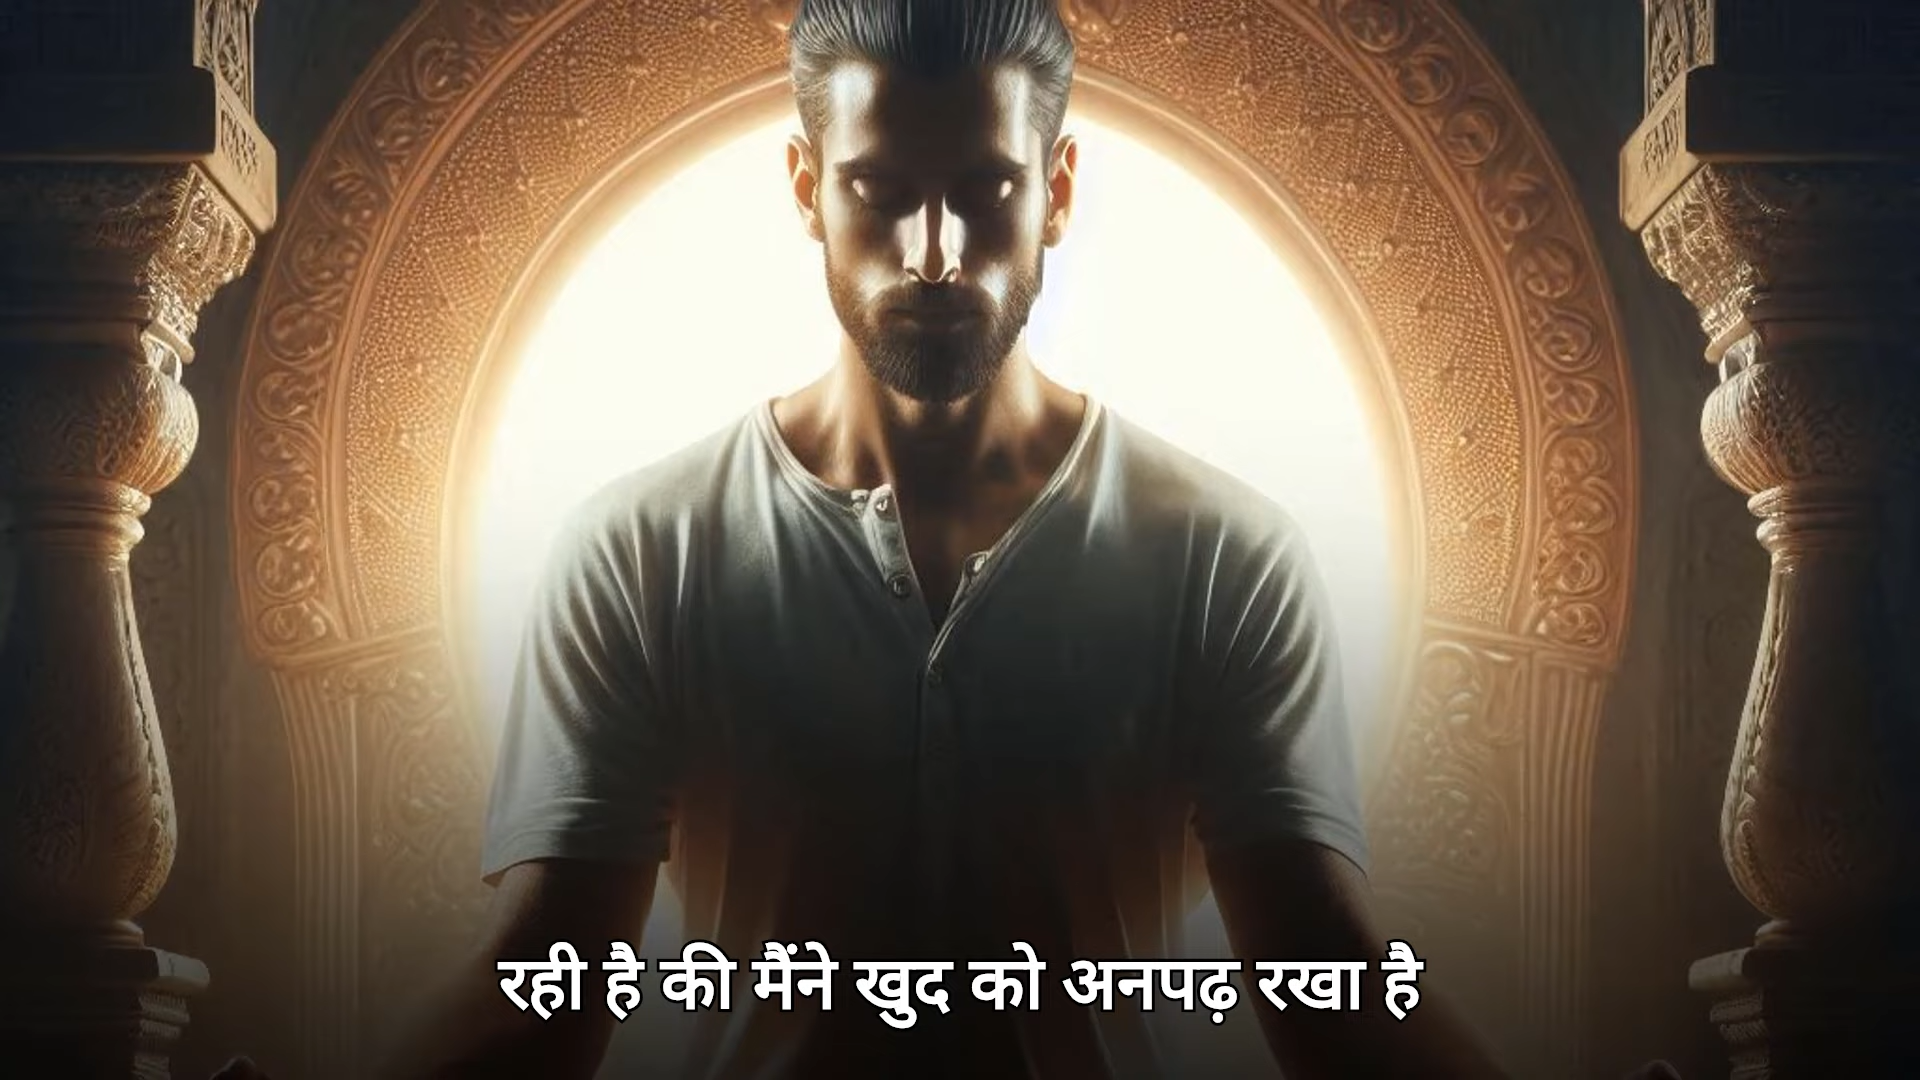 रही है की मैंने खुद को अनपढ़ रखा है